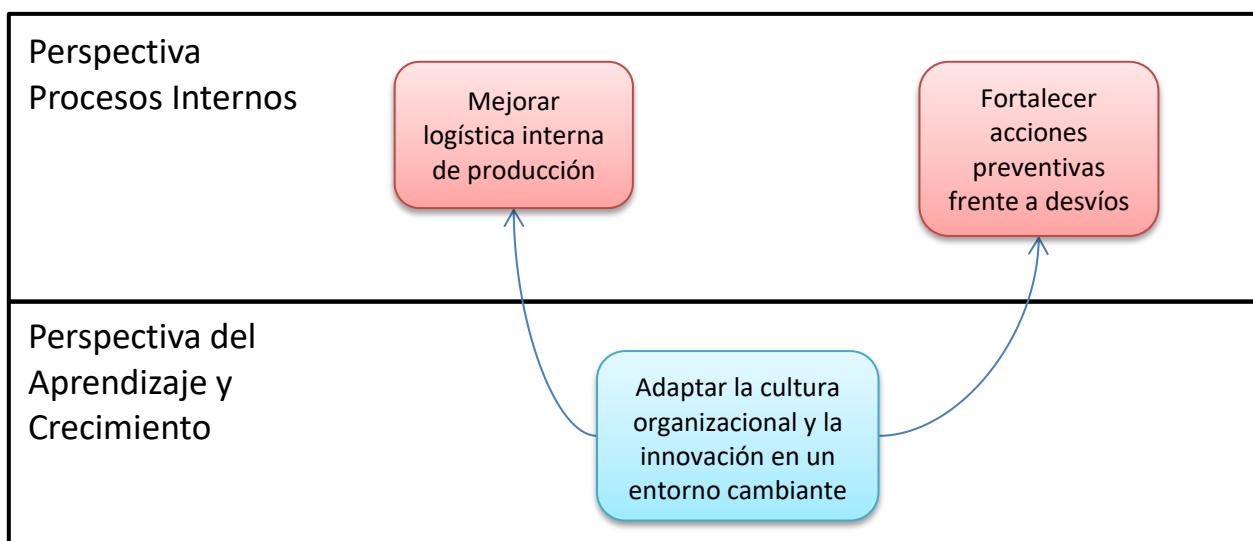 Perspectiva
Procesos Internos
Mejorar
logística interna
de producción
Fortalecer
acciones
preventivas
frente a desvíos
Perspectiva del
Aprendizaje y
Crecimiento
Adaptar la cultura
organizacional y la
innovación en un
entorno cambiante